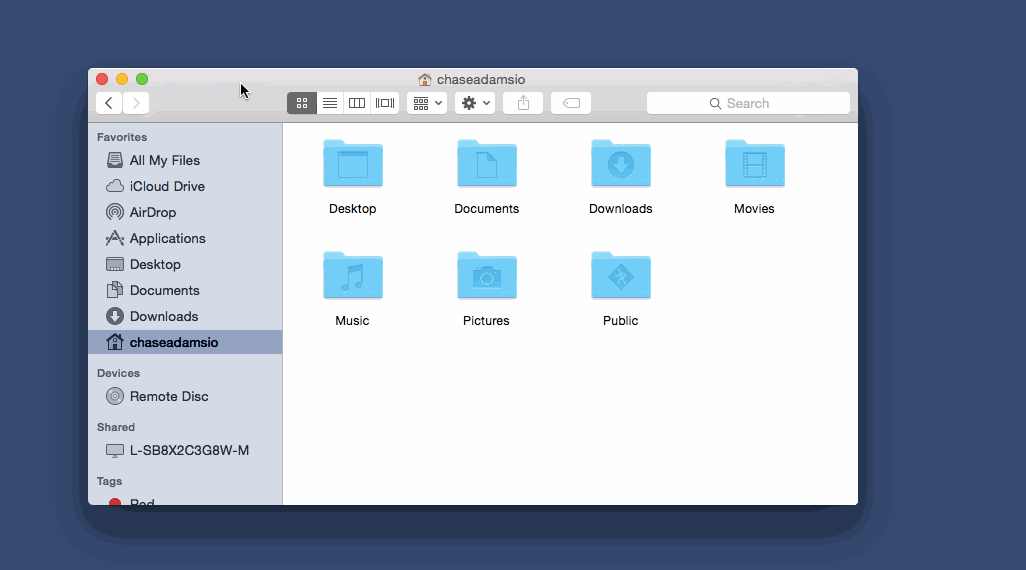 chaseadamsio
Search
Favorites
All My Files
iCloud Drive
AirDrop
Applications
Desktop
Documents
Downloads
chaseadamsio
Devices
Remote Disc
Shared
L-SB8X2C3G8W-M
Tags
Red
Desktop
Documents
Downloads
Movies
Music
Pictures
Public